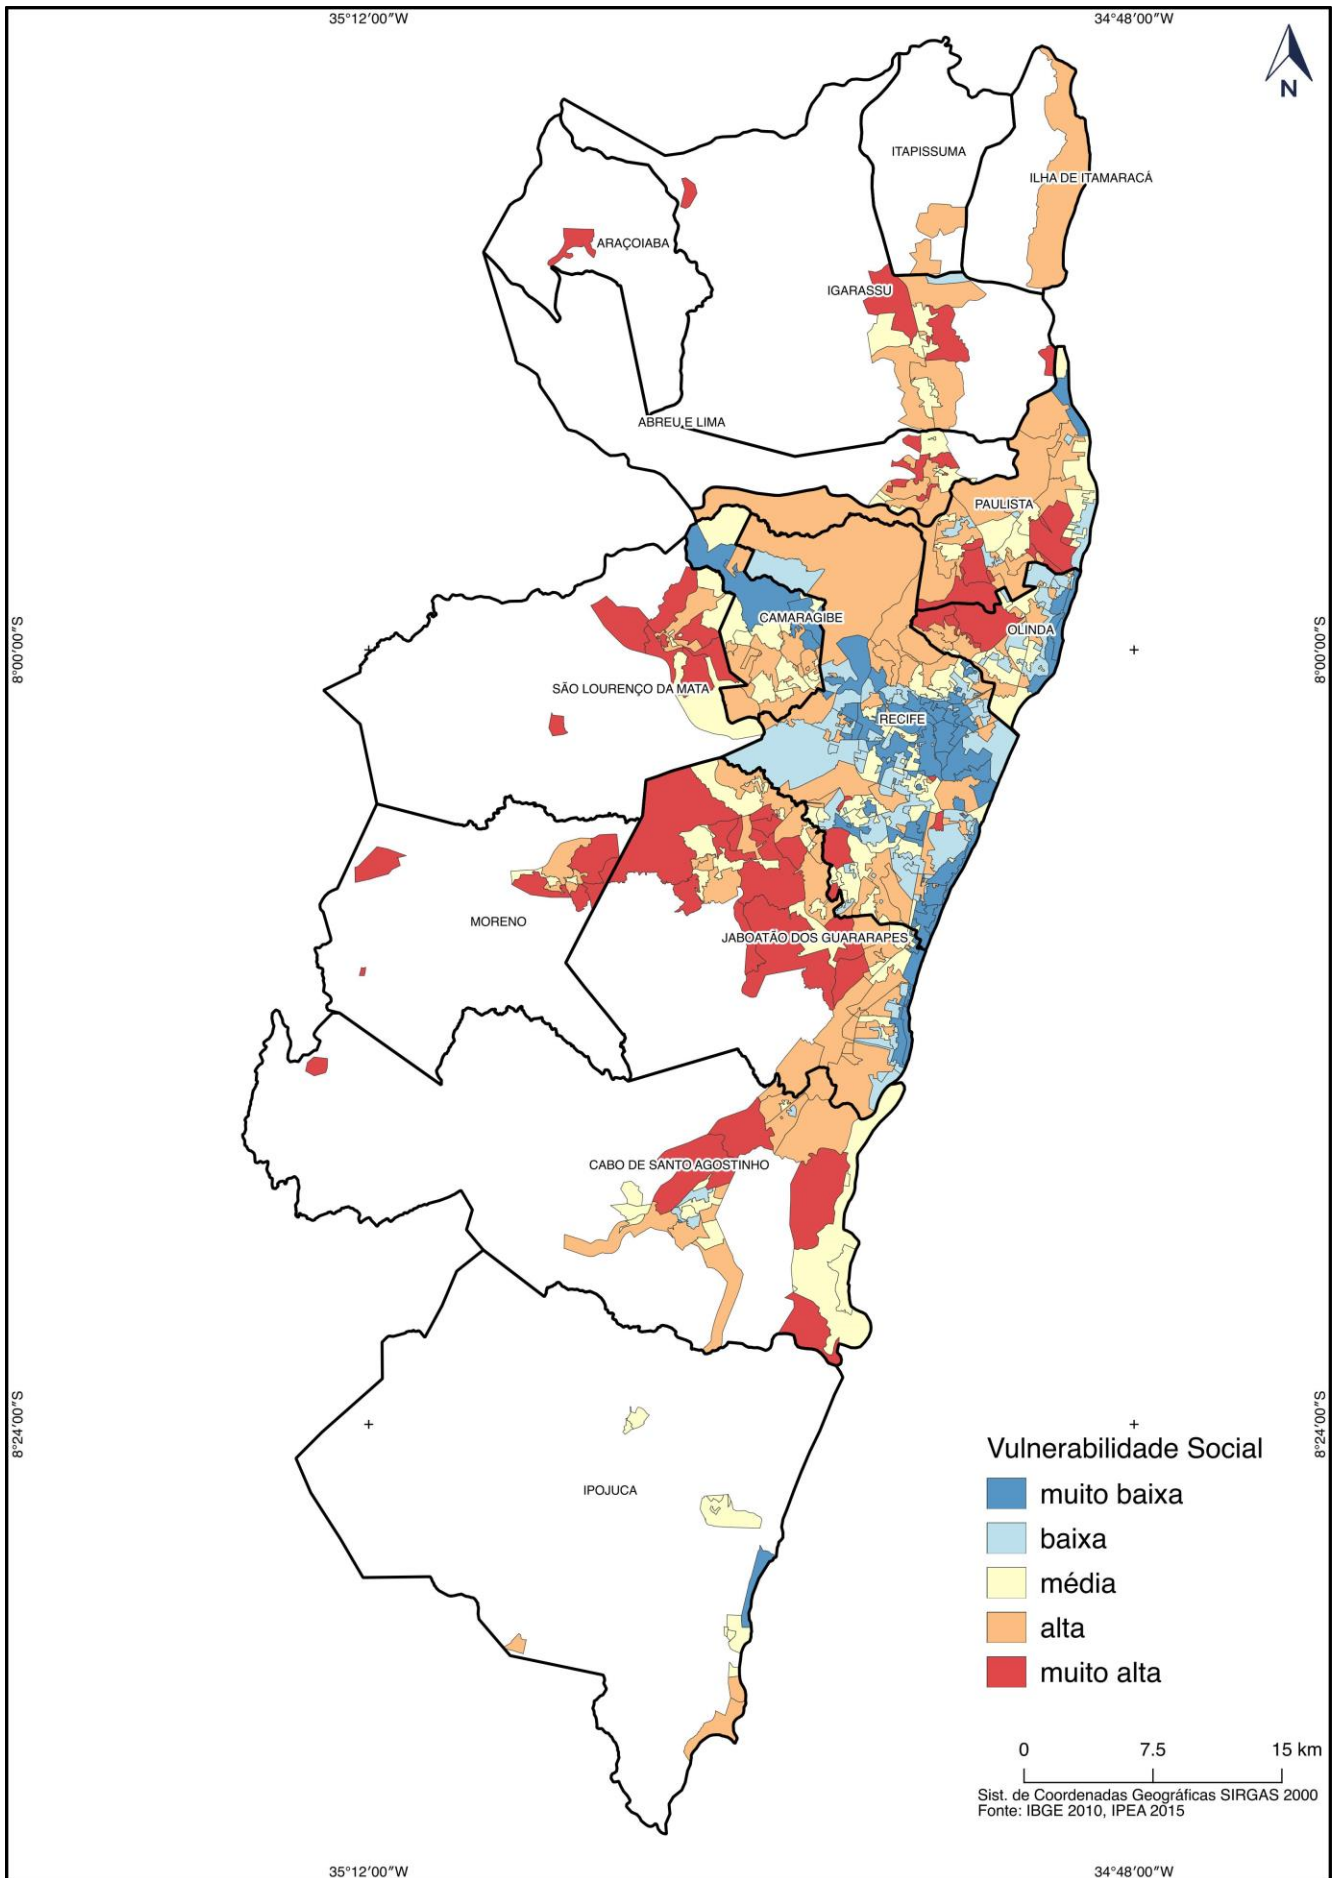 35°12'00"W
34°48'00"W
N
ITAPISSUMA
ILHA DE ITAMARACÁ
ARAÇOIABA
IGARASSU
ABREU E LIMA
PAULISTA
CAMARAGIBE
OLINDA
8°00'00"S
8°00'00"S
SÃO LOURENÇO DA MATA
RECIFE
MORENO
JABOATÃO DOS GUARARAPES
CABO DE SANTO AGOSTINHO
8°24'00"S
8°24'00"S
IPOJUCA
Vulnerabilidade Social
muito baixa
baixa
média
alta
muito alta
0 7.5 15 km
Sist. de Coordenadas Geográficas SIRGAS 2000
Fonte: IBGE 2010, IPEA 2015
35°12'00"W
34°48'00"W